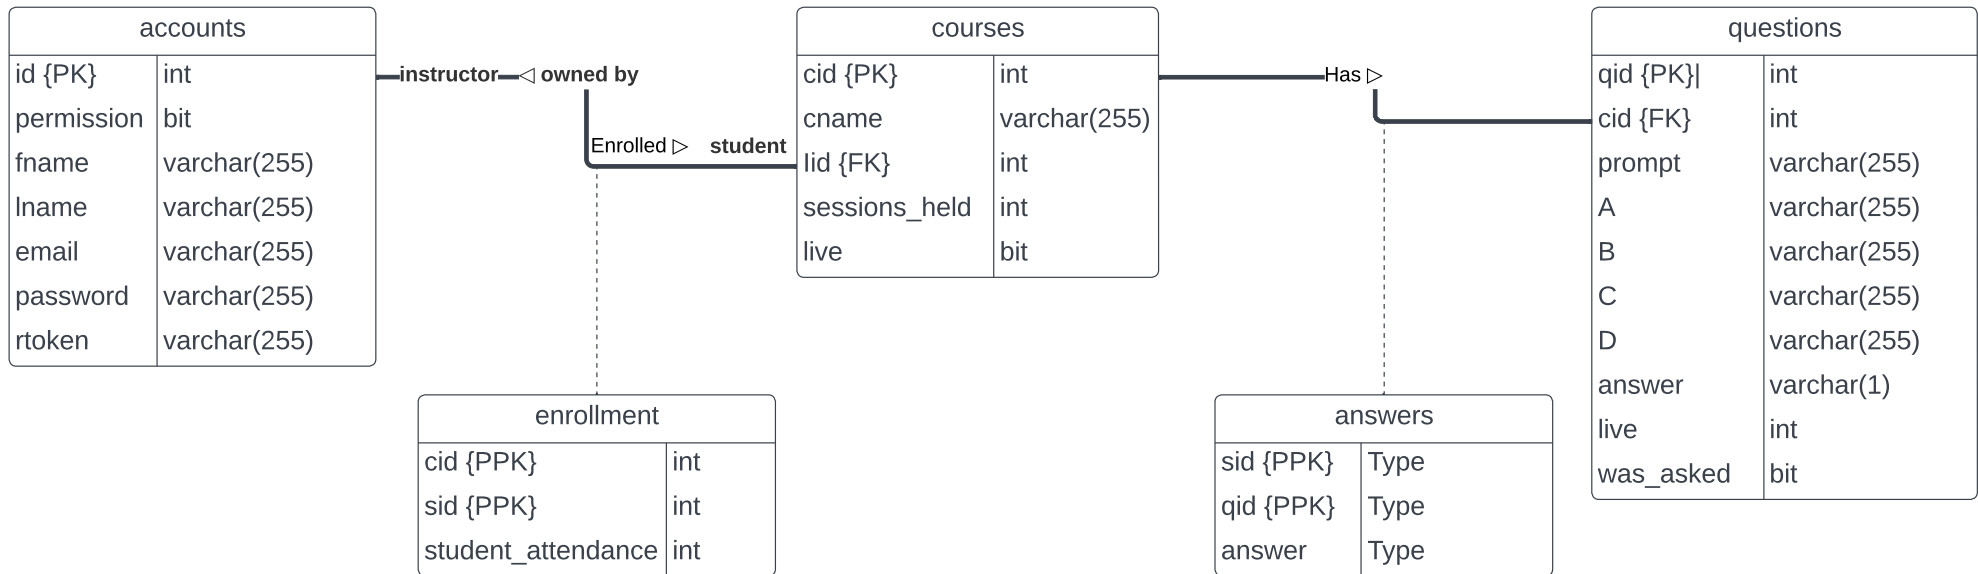 accounts
id {PK} int
permission bit
fname varchar(255)
lname varchar(255)
email varchar(255)
password varchar(255)
rtoken varchar(255)
instructor ◁ owned by
Enrolled ▷ student
courses
cid {PK} int
cname varchar(255)
Iid {FK} int
sessions_held int
live bit
Has ▷
questions
qid {PK}| int
cid {FK} int
prompt varchar(255)
A varchar(255)
B varchar(255)
C varchar(255)
D varchar(255)
answer varchar(1)
live int
was_asked bit
enrollment
cid {PPK} int
sid {PPK} int
student_attendance int
answers
sid {PPK} Type
qid {PPK} Type
answer Type